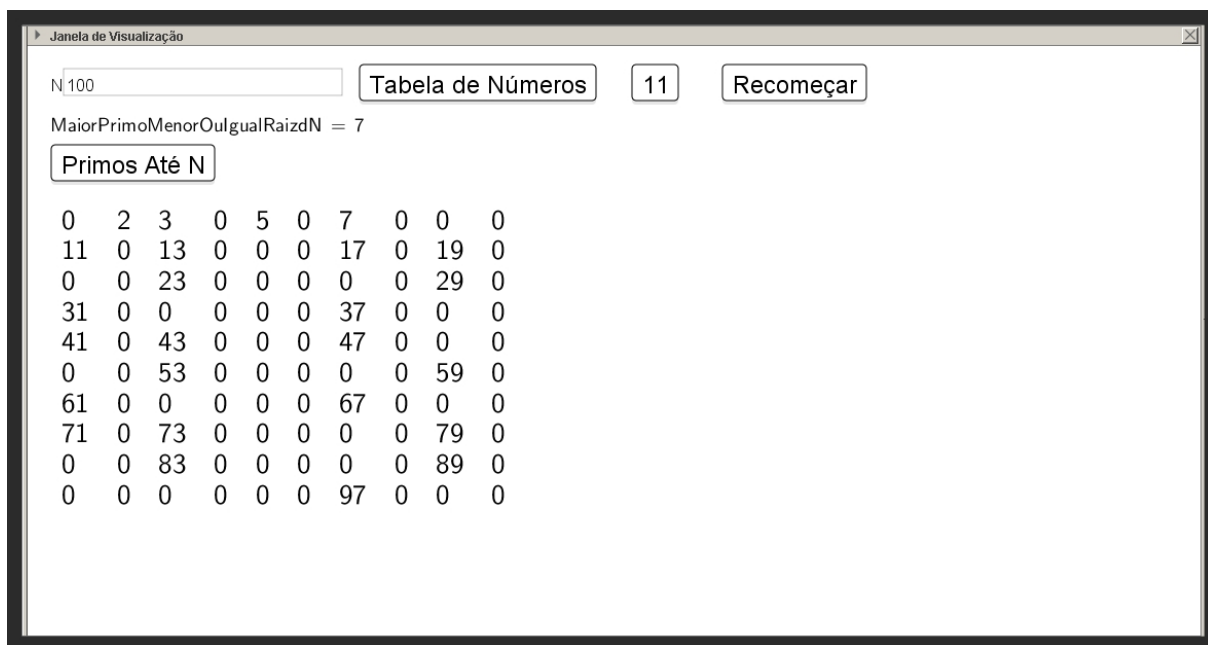 Janela de Visualização
N 100 Tabela de Números 11 Recomeçar
MaiorPrimoMenorOuIgualRaizdN = 7
Primos Até N
0 2 3 0 5 0 7 0 0 0
11 0 13 0 0 0 17 0 19 0
0 0 23 0 0 0 0 0 29 0
31 0 0 0 0 0 37 0 0 0
41 0 43 0 0 0 47 0 0 0
0 0 53 0 0 0 0 0 59 0
61 0 0 0 0 0 67 0 0 0
71 0 73 0 0 0 0 0 79 0
0 0 83 0 0 0 0 0 89 0
0 0 0 0 0 0 97 0 0 0